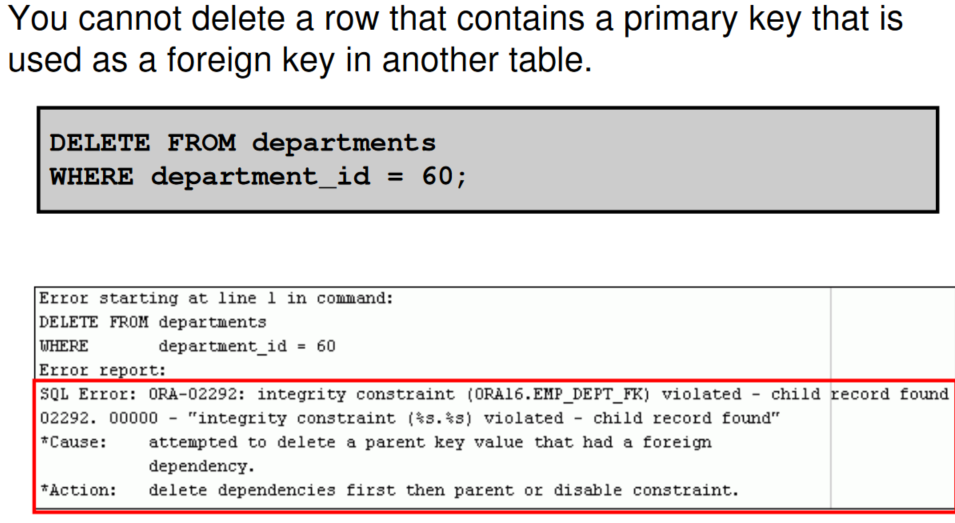 You cannot delete a row that contains a primary key that is
used as a foreign key in another table.
DELETE FROM departments
WHERE department_id = 60;
Error starting at line 1 in command:
DELETE FROM departments
WHERE department_id = 60
Error report:
SQL Error: ORA-02292: integrity constraint (ORA16.EMP_DEPT_FK) violated - child record found
02292. 00000 - "integrity constraint (%s.%s) violated - child record found"
*Cause: attempted to delete a parent key value that had a foreign
dependency.
*Action: delete dependencies first then parent or disable constraint.